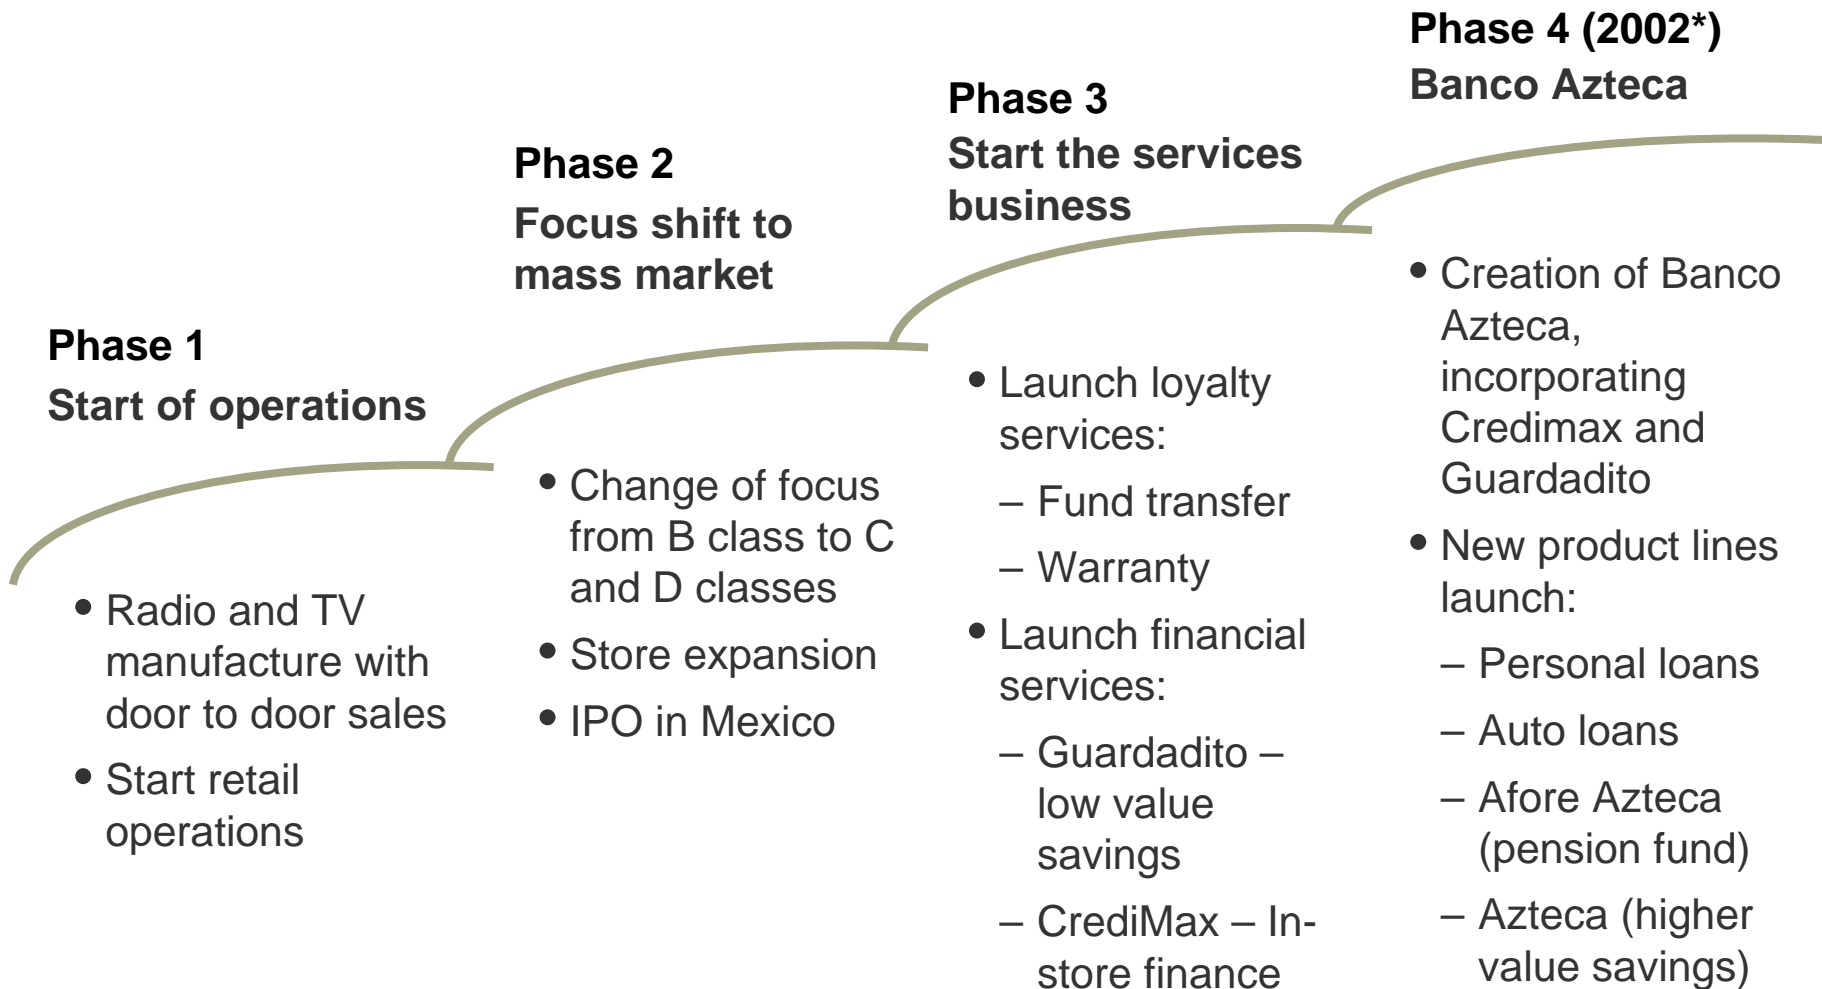 Phase 1
Start of operations
• Radio and TV
manufacture with
door to door sales
• Start retail
operations
Phase 2
Focus shift to
mass market
• Change of focus
from B class to C
and D classes
• Store expansion
• IPO in Mexico
Phase 3
Start the services
business
• Launch loyalty
services:
– Fund transfer
– Warranty
• Launch financial
services:
– Guardadito –
low value
savings
– CrediMax – In-
store finance
Phase 4 (2002*)
Banco Azteca
• Creation of Banco
Azteca,
incorporating
Credimax and
Guardadito
• New product lines
launch:
– Personal loans
– Auto loans
– Afore Azteca
(pension fund)
– Azteca (higher
value savings)